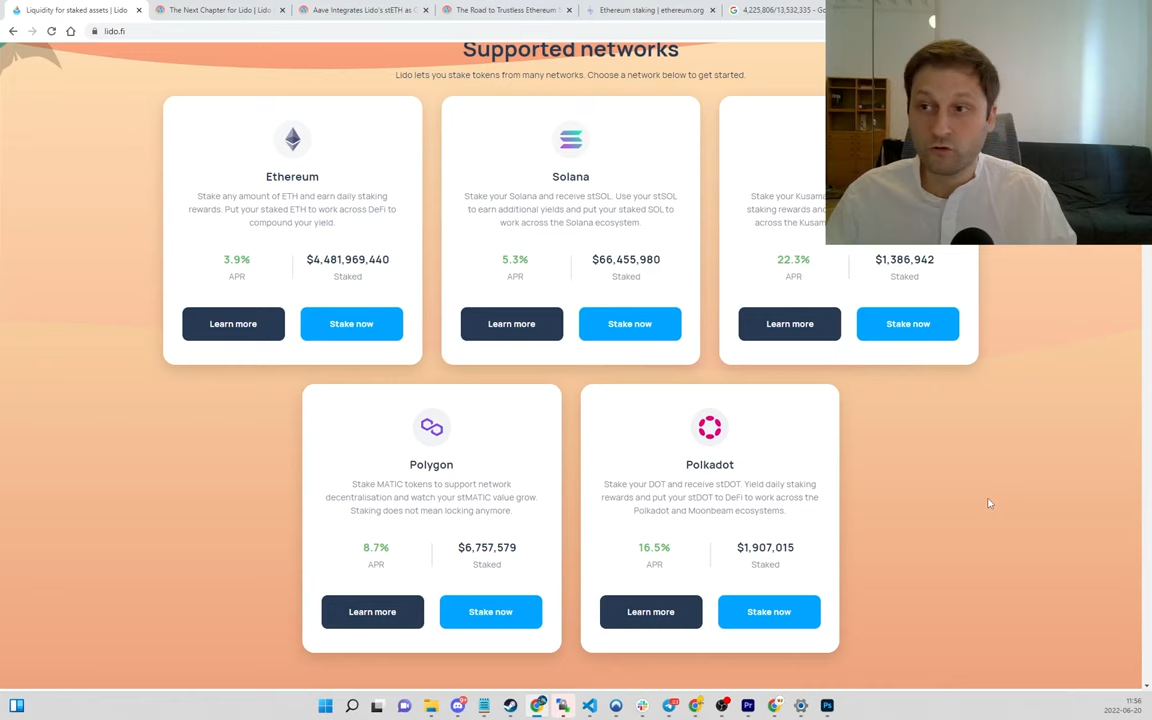 Liquidity for staked assets | Lido
The Next Chapter for Lido | Lido
Aave Integrates Lido's stETH as C
The Road to Trustless Ethereum S
Ethereum staking | ethereum.org
4,225,806/13,532,335 - Go
lido.fi
Supported networks
Lido lets you stake tokens from many networks. Choose a network below to get started.
Ethereum
Stake any amount of ETH and earn daily staking
rewards. Put your staked ETH to work across DeFi to
compound your yield.
3.9%
$4,481,969,440
APR
Staked
Learn more
Stake now
Solana
Stake your Solana and receive stSOL. Use your stSOL
to earn additional yields and put your staked SOL to
work across the Solana ecosystem.
5.3%
$66,455,980
APR
Staked
Learn more
Stake now
Stake your Kusama
staking rewards and
across the Kusam
22.3%
$1,386,942
APR
Staked
Learn more
Stake now
Polygon
Stake MATIC tokens to support network
decentralisation and watch your stMATIC value grow.
Staking does not mean locking anymore.
8.7%
$6,757,579
APR
Staked
Learn more
Stake now
Polkadot
Stake your DOT and receive stDOT. Yield daily staking
rewards and put your stDOT to DeFi to work across the
Polkadot and Moonbeam ecosystems.
16.5%
$1,907,015
APR
Staked
Learn more
Stake now
11:56
2022-06-20